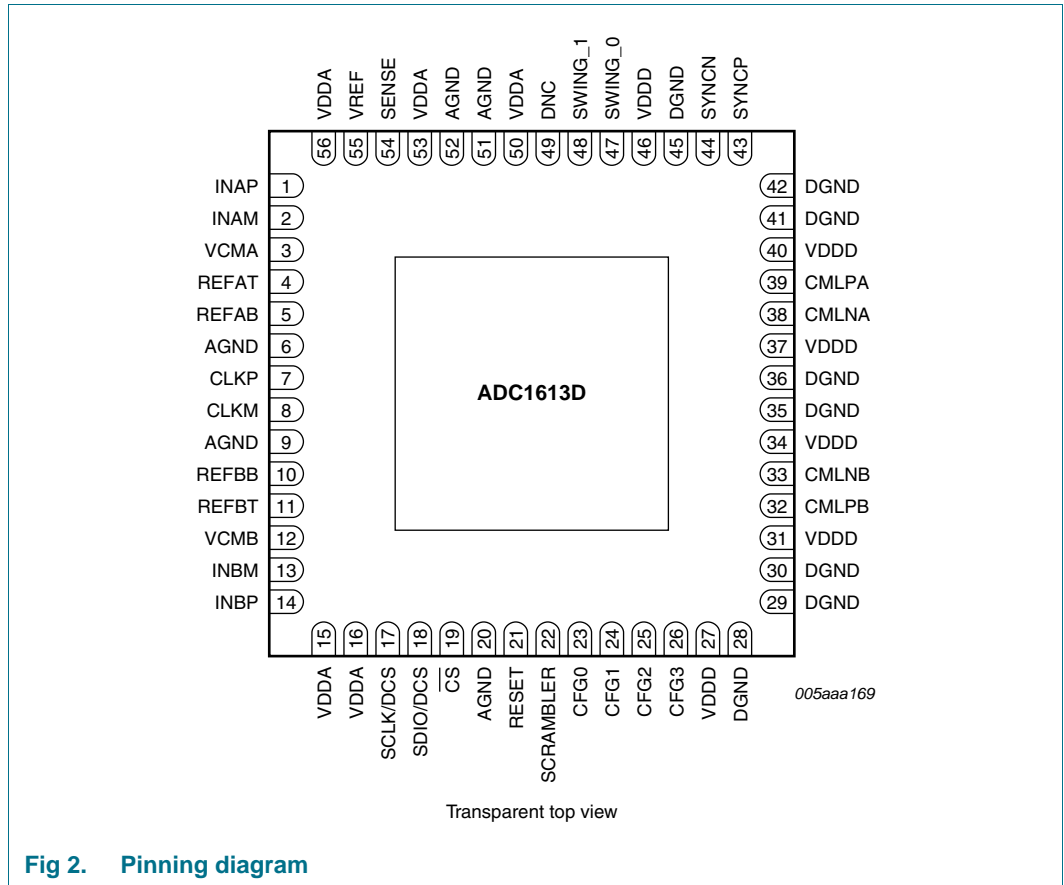 VDDA
VREF
SENSE
VDDA
AGND
AGND
VDDA
DNC
SWING_1
SWING_0
VDDD
DGND
SYNCN
SYNCP
56
55
54
53
52
51
50
49
48
47
46
45
44
43
INAP 1
INAM 2
VCMA 3
REFAT 4
REFAB 5
AGND 6
CLKP 7
CLKM 8
AGND 9
REFBB 10
REFBT 11
VCMB 12
INBM 13
INBP 14
ADC1613D
42 DGND
41 DGND
40 VDDD
39 CMLPA
38 CMLNA
37 VDDD
36 DGND
35 DGND
34 VDDD
33 CMLNB
32 CMLPB
31 VDDD
30 DGND
29 DGND
15
16
17
18
19
20
21
22
23
24
25
26
27
28
VDDA
VDDA
SCLK/DCS
SDIO/DCS
CS
AGND
RESET
SCRAMBLER
CFG0
CFG1
CFG2
CFG3
VDDD
DGND
005aaa169
Transparent top view
Fig 2. Pinning diagram